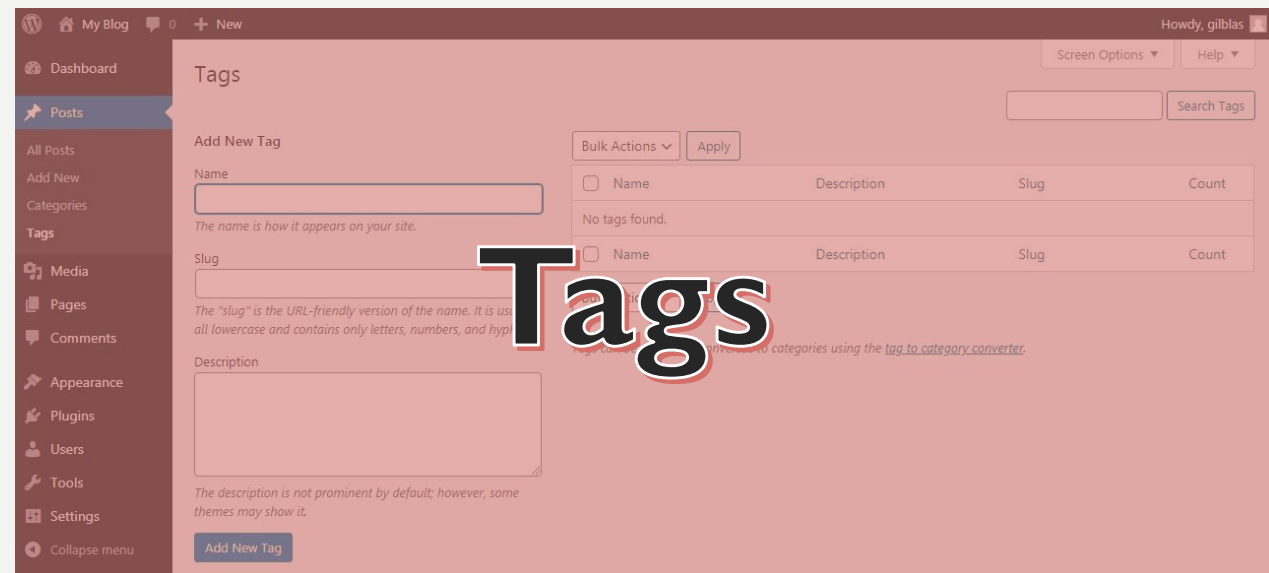 My Blog 0 + New Howdy, gilblas
Screen Options Help
Dashboard
Posts
All Posts
Add New
Categories
Tags
Media
Pages
Comments
Appearance
Plugins
Users
Tools
Settings
Collapse menu
Tags
Search Tags
Add New Tag
Name
The name is how it appears on your site.
Slug
The "slug" is the URL-friendly version of the name. It is
all lowercase and contains only letters, numbers, and
Description
The description is not prominent by default; however, some
themes may show it.
Add New Tag
Bulk Actions Apply
Name Description Slug Count
No tags found.
Name Description Slug Count
Tags
to categories using the tag to category converter.